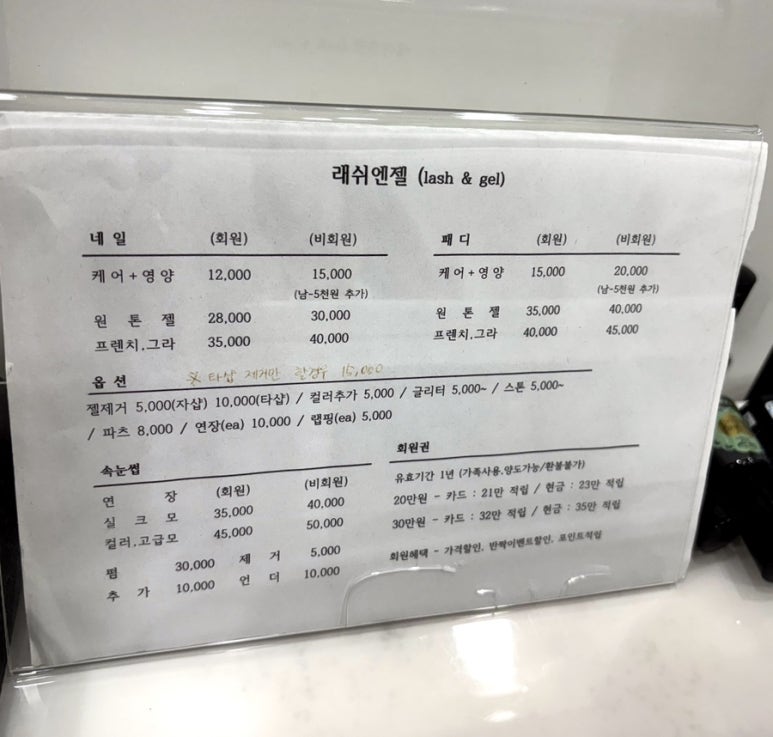 래쉬엔젤 (lash & gel)
네 일 (회원) (비회원)
케어 + 영양 12,000 15,000
(남-5천원 추가)
원 톤 젤 28,000 30,000
프렌치.그라 35,000 40,000
패 디 (회원) (비회원)
케어 + 영양 15,000 20,000
(남-5천원 추가)
원 톤 젤 35,000 40,000
프렌치.그라 40,000 45,000
옵 션 ※ 타샵 제거만 할경우 15,000
젤제거 5,000(자샵) 10,000(타샵) / 컬러추가 5,000 / 글리터 5,000~ / 스톤 5,000~
/ 파츠 8,000 / 연장(ea) 10,000 / 랩핑(ea) 5,000
속눈썹
연 장 (회원) (비회원)
실 크 모 35,000 40,000
컬러.고급모 45,000 50,000
펌 30,000 제 거 5,000
추 가 10,000 언 더 10,000
회원권
유효기간 1년 (가족사용.양도가능/환불불가)
20만원 - 카드 : 21만 적립 / 현금 : 23만 적립
30만원 - 카드 : 32만 적립 / 현금 : 35만 적립
회원혜택 - 가격할인. 반짝이벤트할인. 포인트적립